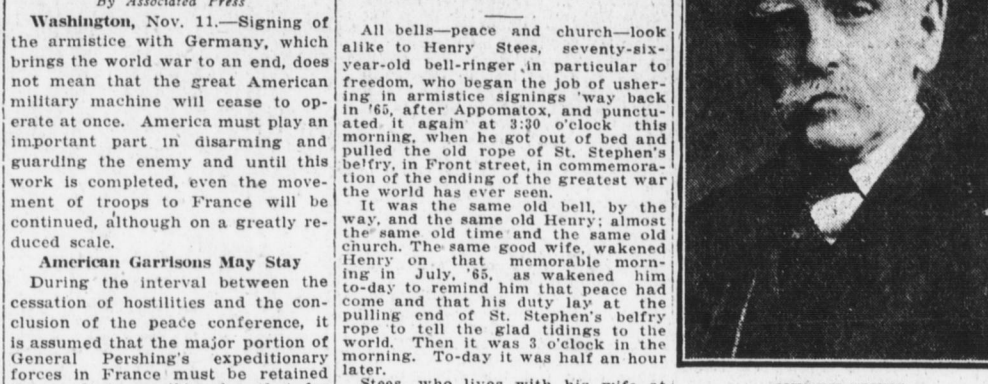 By Associated Press
Washington, Nov. 11.—Signing of
the armistice with Germany, which
brings the world war to an end, does
not mean that the great American
military machine will cease to op-
erate at once. America must play an
important part in disarming and
guarding the enemy and until this
work is completed, even the move-
ment of troops to France will be
continued, although on a greatly re-
duced scale.
American Garrisons May Stay
During the interval between the
cessation of hostilities and the con-
clusion of the peace conference, it
is assumed that the major portion of
General Pershing's expeditionary
forces in France must be retained
All bells—peace and church—look
alike to Henry Stees, seventy-six-
year-old bell-ringer in particular to
freedom, who began the job of usher-
ing in armistice signings 'way back
in '65, after Appomatox, and punctu-
ated it again at 3:30 o'clock this
morning, when he got out of bed and
pulled the old rope of St. Stephen's
belfry, in Front street, in commemora-
tion of the ending of the greatest war
the world has ever seen.
It was the same old bell, by the
way, and the same old Henry; almost
the same old time and the same old
church. The same good wife, wakened
Henry on that memorable morn-
ing in July, '65, as wakened him
to-day to remind him that peace had
come and that his duty lay at the
pulling end of St. Stephen's belfry
rope to tell the glad tidings to the
world. Then it was 3 o'clock in the
morning. To-day it was half an hour
later.
Stees, who lives with his wife at